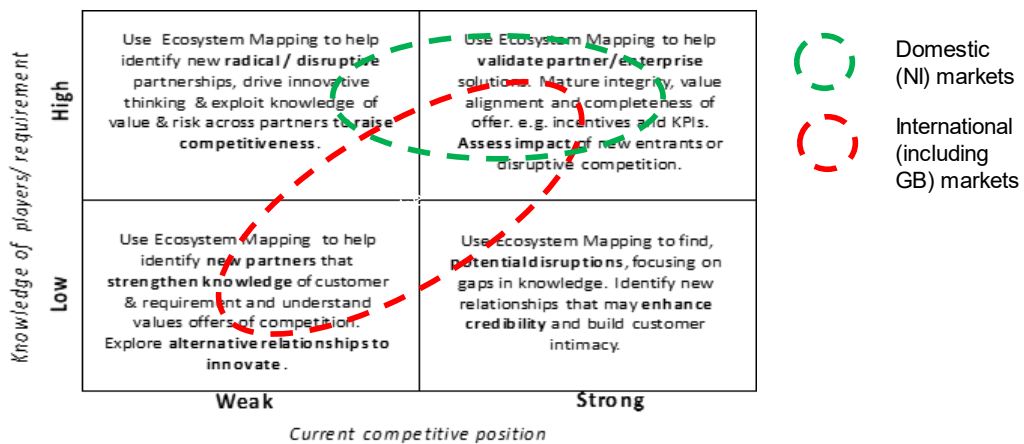 Knowledge of players/requirement
High
Low
Use Ecosystem Mapping to help
identify new radical / disruptive
partnerships, drive innovative
thinking & exploit knowledge of
value & risk across partners to raise
competitiveness.
Use Ecosystem Mapping to help
validate partner/enterprise
solutions. Mature integrity, value
alignment and completeness of
offer. e.g. incentives and KPIs.
Assess impact of new entrants or
disruptive competition.
Use Ecosystem Mapping to help
identify new partners that
strengthen knowledge of customer
& requirement and understand
values offers of competition.
Explore alternative relationships to
innovate.
Use Ecosystem Mapping to find,
potential disruptions, focusing on
gaps in knowledge. Identify new
relationships that may enhance
credibility and build customer
intimacy.
Weak
Strong
Current competitive position
Domestic
(NI) markets
International
(including
GB) markets